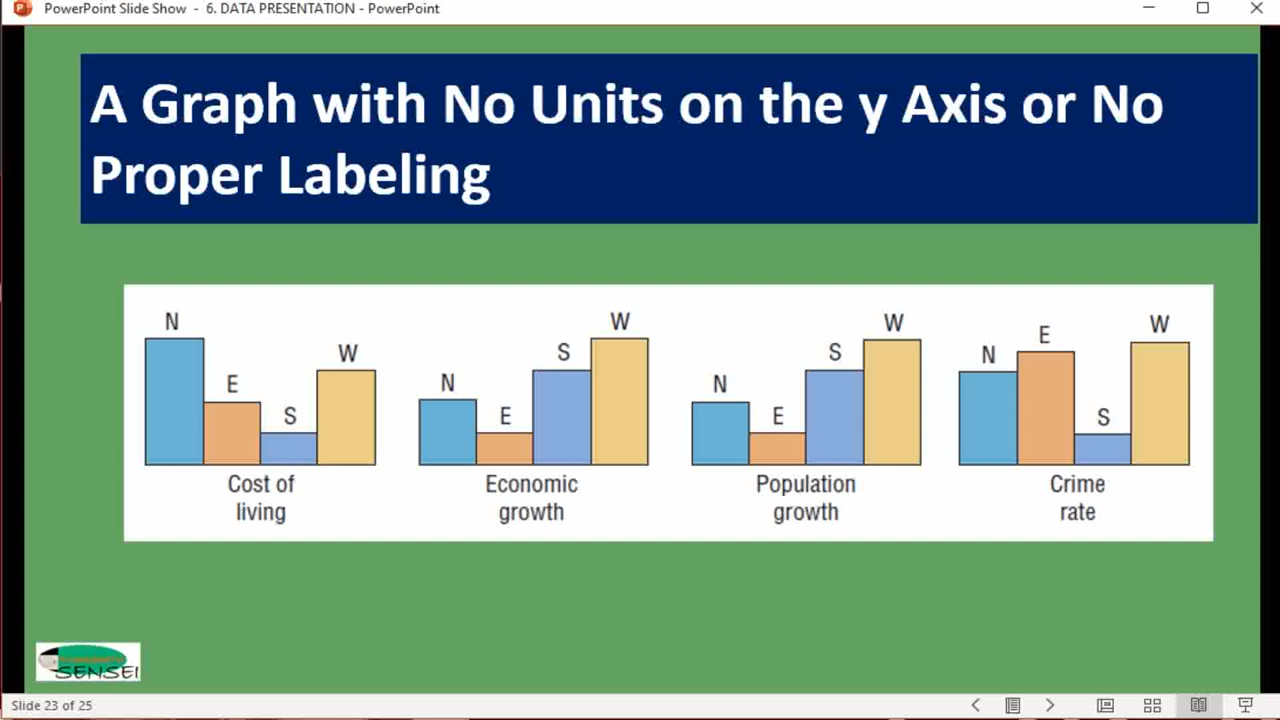 PowerPoint Slide Show - 6. DATA PRESENTATION - PowerPoint
A Graph with No Units on the y Axis or No
Proper Labeling
N
E
S
W
Cost of
living
N
E
S
W
Economic
growth
N
E
S
W
Population
growth
N
E
S
W
Crime
rate
SENSEI
Slide 23 of 25